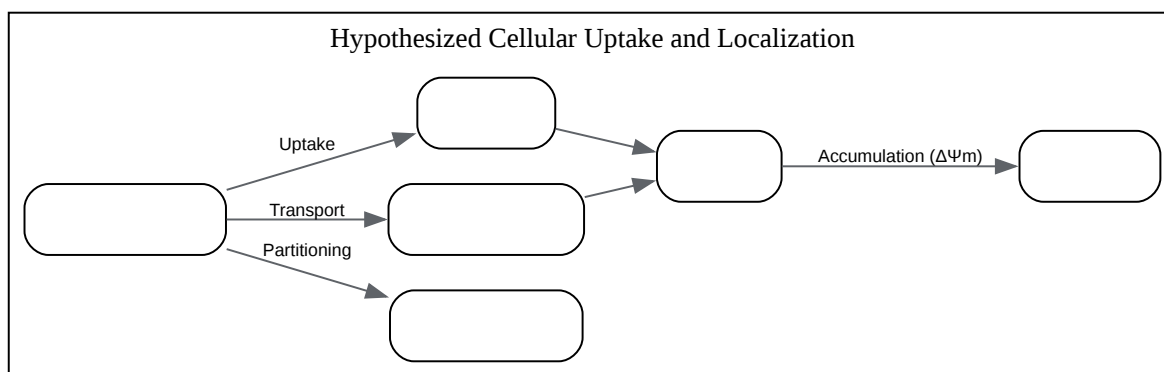 Hypothesized Cellular Uptake and Localization
Uptake
Accumulation (ΔΨm)
Transport
Partitioning